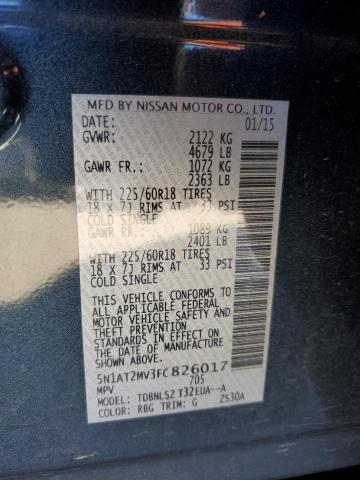 MFD BY NISSAN MOTOR CO., LTD.
DATE: 01/15
GVWR: 2122 KG
4679 LB
GAWR FR.: 1072 KG
2363 LB
WITH 225/60R18 TIRES
18 X 7J RIMS AT 33 PSI
COLD SINGLE
GAWR RR.: 1089 KG
2401 LB
WITH 225/60R18 TIRES
18 X 7J RIMS AT 33 PSI
COLD SINGLE
THIS VEHICLE CONFORMS TO
ALL APPLICABLE FEDERAL
MOTOR VEHICLE SAFETY AND
THEFT PREVENTION
STANDARDS IN EFFECT ON
THE DATE OF MANUFACTURE
SHOWN ABOVE.
5N1AT2MV3FC826017
MPV 705
MODEL: TDBNLSZ T32EUA--A
COLOR: RBG TRIM: G ZS30A